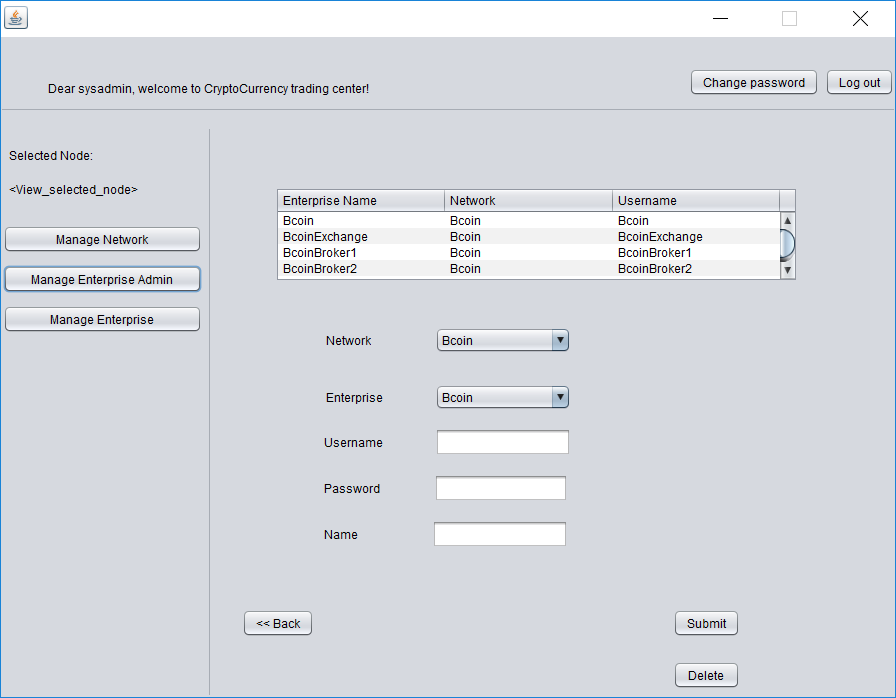 Dear sysadmin, welcome to CryptoCurrency trading center!
Change password
Log out
Selected Node:
<View_selected_node>
Manage Network
Manage Enterprise Admin
Manage Enterprise
Enterprise Name Network Username
Bcoin Bcoin Bcoin
BcoinExchange Bcoin BcoinExchange
BcoinBroker1 Bcoin BcoinBroker1
BcoinBroker2 Bcoin BcoinBroker2
Network Bcoin
Enterprise Bcoin
Username
Password
Name
<< Back
Submit
Delete